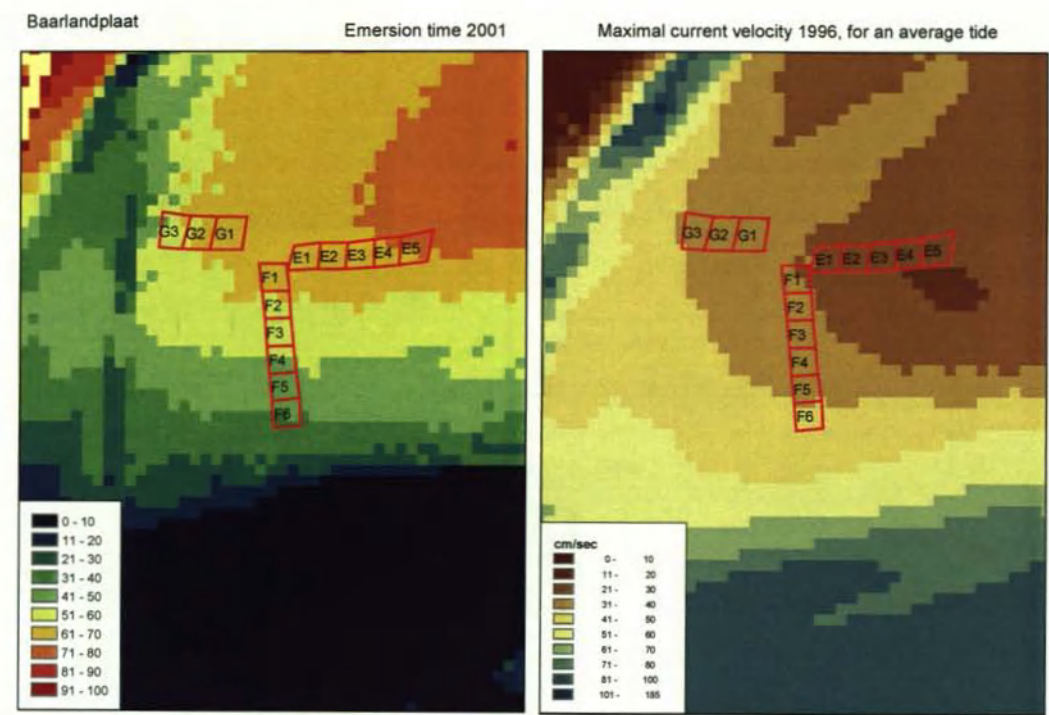 Baarlandplaat
Emersion time 2001
Maximal current velocity 1996, for an average tide
G3 G2 G1
E1 E2 E3 E4 E5
F1
F2
F3
F4
F5
F6
0 - 10
11 - 20
21 - 30
31 - 40
41 - 50
51 - 60
61 - 70
71 - 80
81 - 90
91 - 100
G3 G2 G1
E1 E2 E3 E4 E5
F1
F2
F3
F4
F5
F6
cm/sec
0 - 10
11 - 20
21 - 30
31 - 40
41 - 50
51 - 60
61 - 70
71 - 80
81 - 100
101 - 185